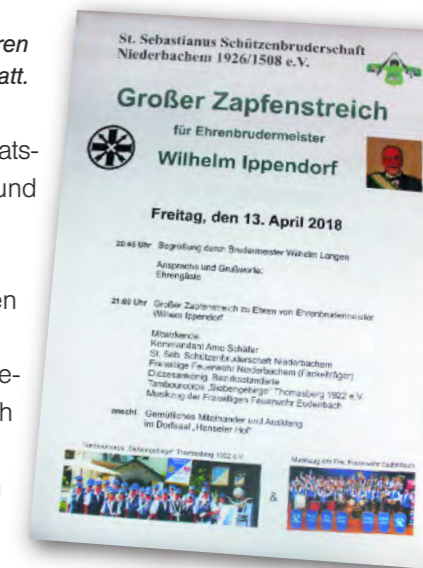 ren
att.
ats-
und
en
e-
ch
St. Sebastianus Schützenbruderschaft
Niederbachem 1926/1508 e.V.
Großer Zapfenstreich
für Ehrenbrudermeister
Wilhelm Ippendorf
Freitag, den 13. April 2018
20:45 Uhr Begrüßung durch Brudermeister Wilhelm Langen
Ansprache und Grußworte:
Ehrengäste
21:00 Uhr Großer Zapfenstreich zu Ehren von Ehrenbrudermeister
Wilhelm Ippendorf
Mitwirkende:
Kommandant Arno Schäfer
St. Seb. Schützenbruderschaft Niederbachem
Freiwillige Feuerwehr Niederbachem (Fackelträger)
Diözesankönig, Bezirksstandarte
Tambourcorps „Siebengebirge" Thomasberg 1922 e.V.
Musikzug der Freiwilligen Feuerwehr Eudenbach
anschl. Gemütliches Miteinander und Ausklang
im Dorfsaal „Henseler Hof"
Tambourcorps „Siebengebirge" Thomasberg 1922 e.V.
Musikzug der Freiw. Feuerwehr Eudenbach
&